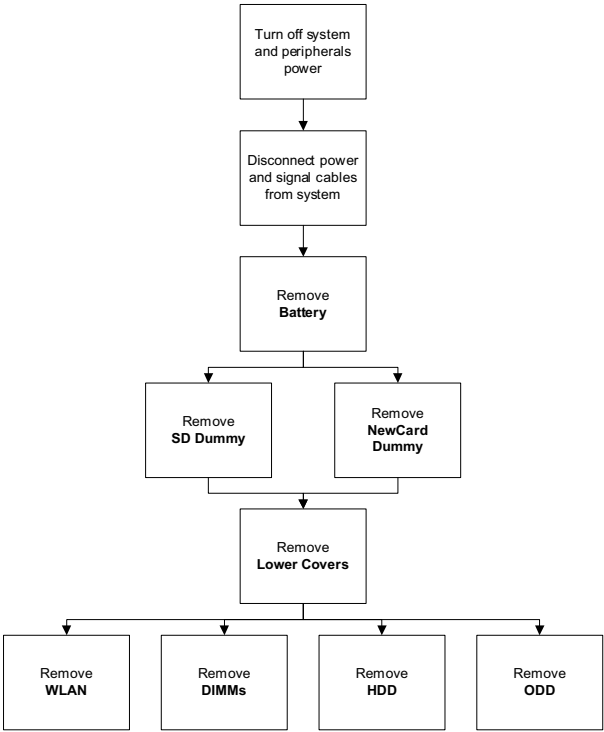 Turn off system
and peripherals
power
Disconnect power
and signal cables
from system
Remove
Battery
Remove
SD Dummy
Remove
NewCard
Dummy
Remove
Lower Covers
Remove
WLAN
Remove
DIMMs
Remove
HDD
Remove
ODD